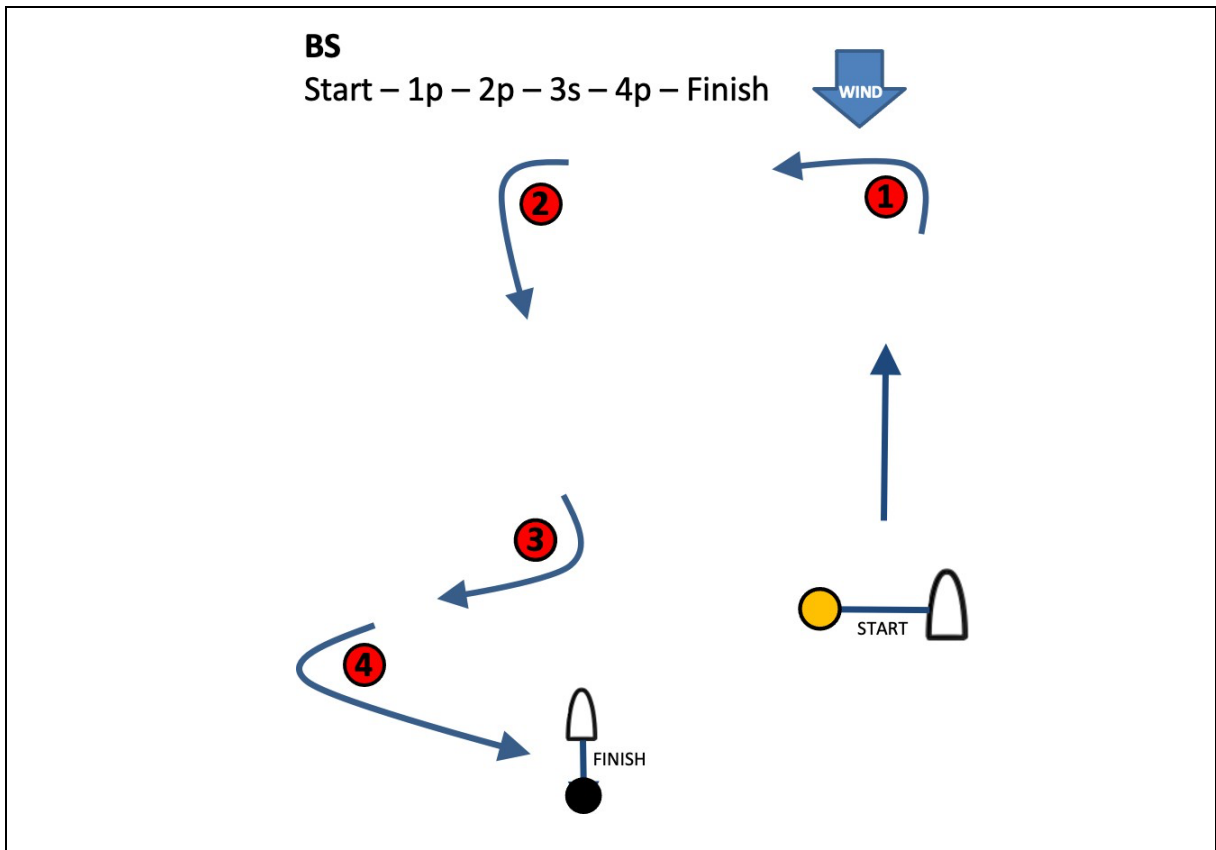 BS
Start – 1p – 2p – 3s – 4p – Finish
WIND
2
1
3
START
4
FINISH